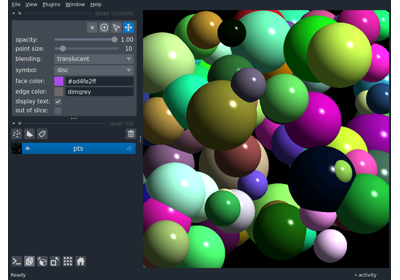 File View Plugins Window Help
layer controls
opacity: 1.00
point size: 10
blending: translucent
symbol: disc
face color: #ad4fe2ff
edge color: dimgrey
display text:
out of slice:
layer list
pts
Ready
activity